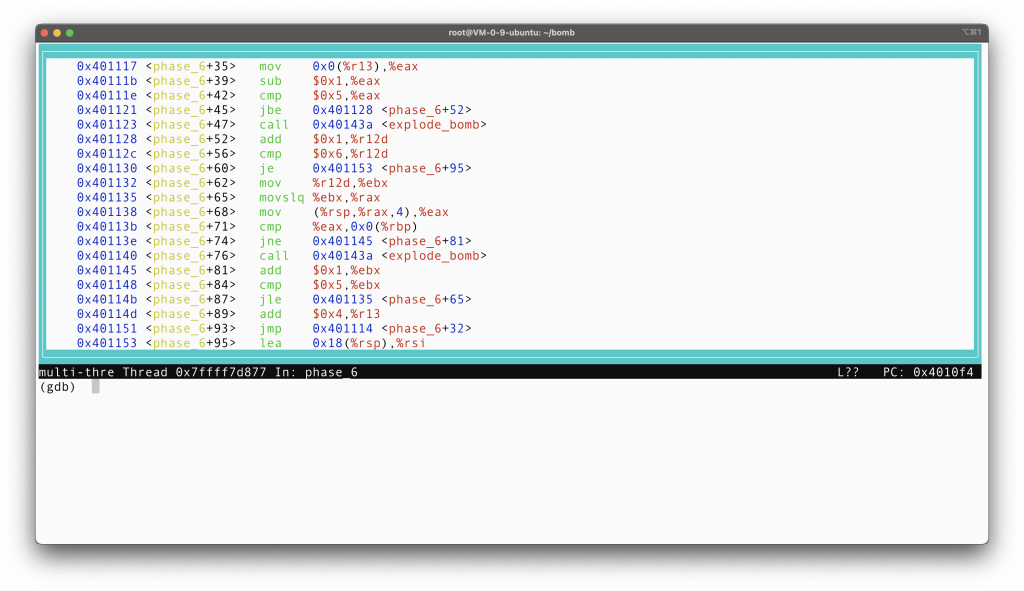 root@VM-0-9-ubuntu: ~/bomb
⌥⌘1
0x401117 <phase_6+35> mov 0x0(%r13),%eax
0x40111b <phase_6+39> sub $0x1,%eax
0x40111e <phase_6+42> cmp $0x5,%eax
0x401121 <phase_6+45> jbe 0x401128 <phase_6+52>
0x401123 <phase_6+47> call 0x40143a <explode_bomb>
0x401128 <phase_6+52> add $0x1,%r12d
0x40112c <phase_6+56> cmp $0x6,%r12d
0x401130 <phase_6+60> je 0x401153 <phase_6+95>
0x401132 <phase_6+62> mov %r12d,%ebx
0x401135 <phase_6+65> movslq %ebx,%rax
0x401138 <phase_6+68> mov (%rsp,%rax,4),%eax
0x40113b <phase_6+71> cmp %eax,0x0(%rbp)
0x40113e <phase_6+74> jne 0x401145 <phase_6+81>
0x401140 <phase_6+76> call 0x40143a <explode_bomb>
0x401145 <phase_6+81> add $0x1,%ebx
0x401148 <phase_6+84> cmp $0x5,%ebx
0x40114b <phase_6+87> jle 0x401135 <phase_6+65>
0x40114d <phase_6+89> add $0x4,%r13
0x401151 <phase_6+93> jmp 0x401114 <phase_6+32>
0x401153 <phase_6+95> lea 0x18(%rsp),%rsi
multi-thre Thread 0x7ffff7d877 In: phase_6 L?? PC: 0x4010f4
(gdb)